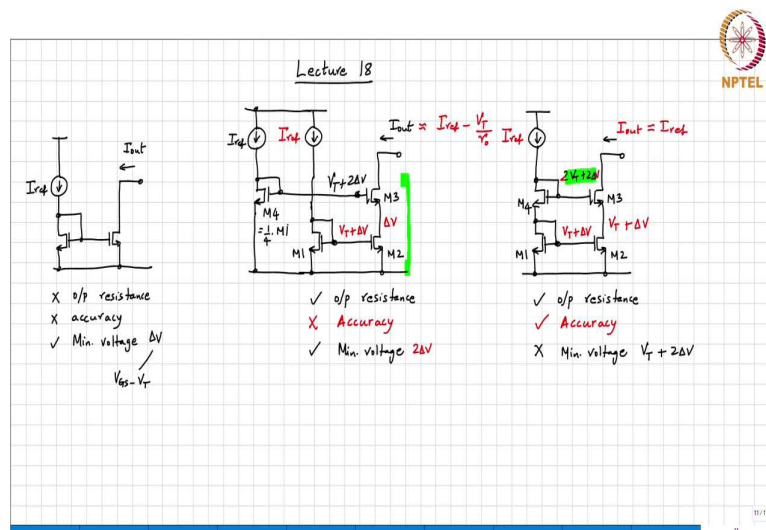 NPTEL
Lecture 18
Iref
Iout
X o/p resistance
X accuracy
✓ Min. voltage ΔV
VGS - VT
Iref
Iref
Iout ≈ Iref - VT/ro
VT+2ΔV
M4
= 1/4 . M1
M3
ΔV
VT+ΔV
M1
M2
✓ o/p resistance
X Accuracy
✓ Min. voltage 2ΔV
Iref
Iout = Iref
2VT+2ΔV
M4
M3
VT+ΔV
VT+ΔV
M1
M2
✓ o/p resistance
✓ Accuracy
X Min. voltage VT + 2ΔV